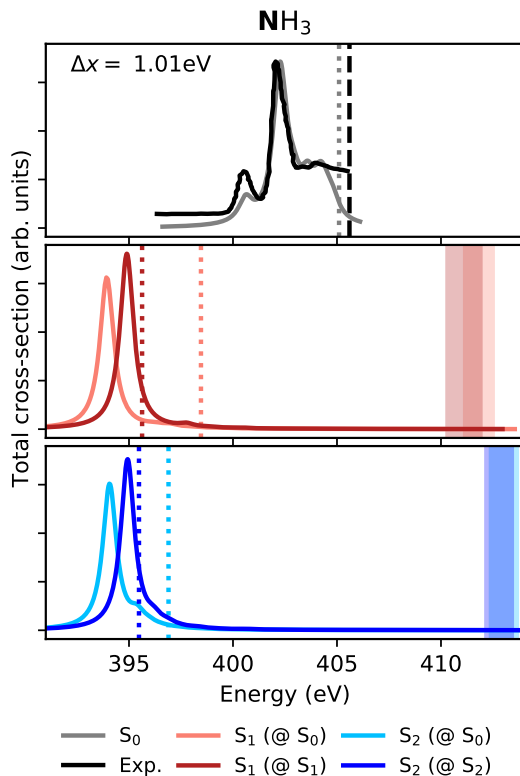 NH₃
Δx = 1.01eV
Total cross-section (arb. units)
395 400 405 410
Energy (eV)
S₀ S₁ (@ S₀) S₂ (@ S₀)
Exp. S₁ (@ S₁) S₂ (@ S₂)